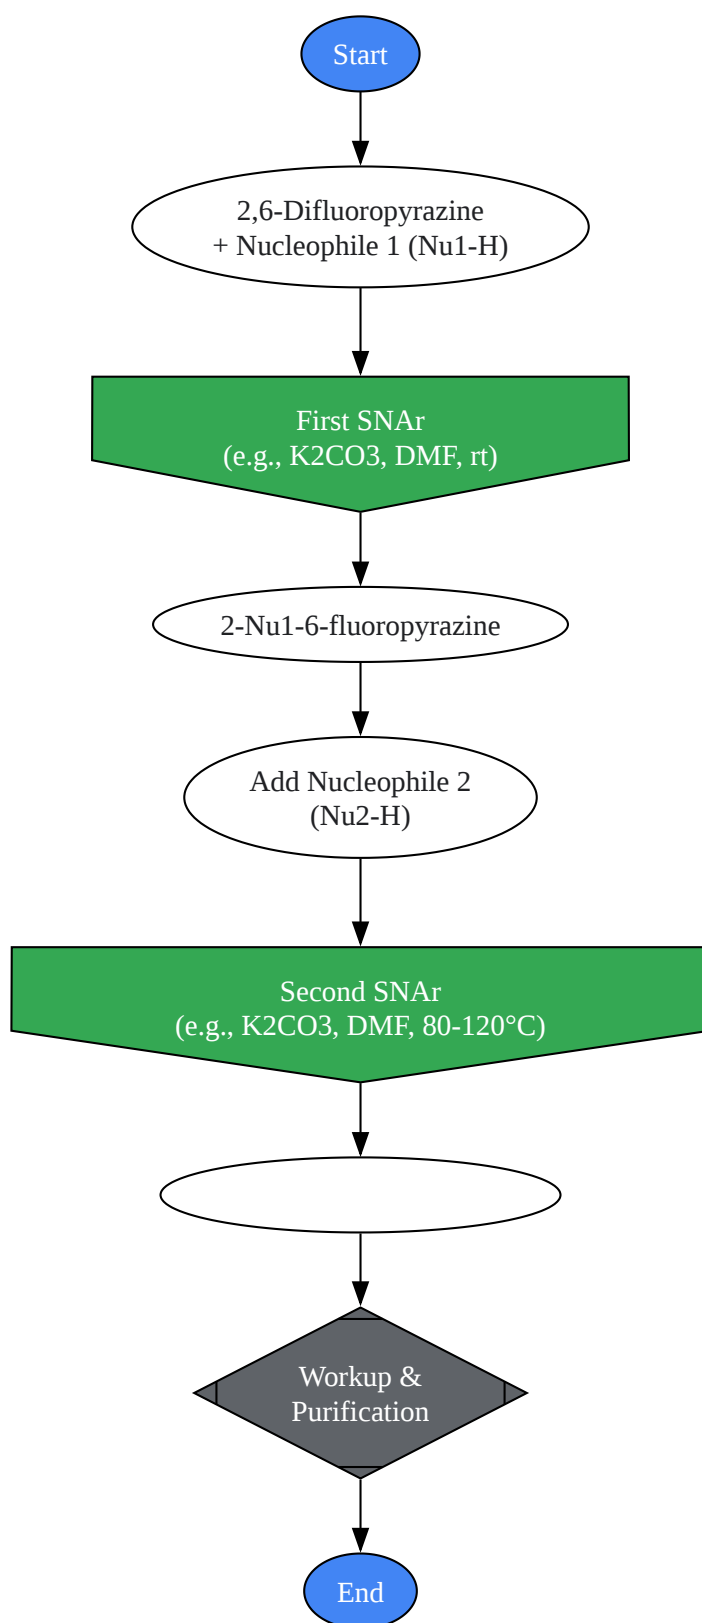 Start
2,6-Difluoropyrazine
+ Nucleophile 1 (Nu1-H)
First SNAr
(e.g., K2CO3, DMF, rt)
2-Nu1-6-fluoropyrazine
Add Nucleophile 2
(Nu2-H)
Second SNAr
(e.g., K2CO3, DMF, 80-120°C)
Workup &
Purification
End